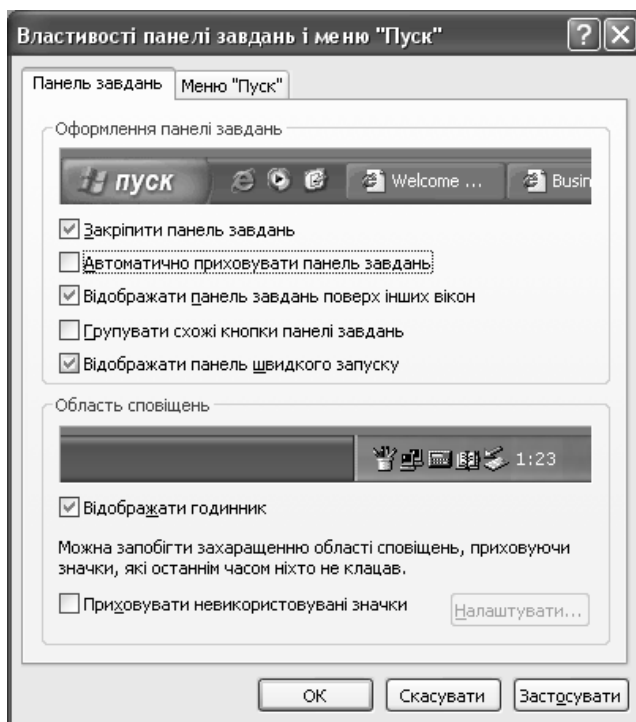 Властивості панелі завдань і меню "Пуск"
Панель завдань Меню "Пуск"
Оформлення панелі завдань
пуск Welcome ... Busin
Закріпити панель завдань
Автоматично приховувати панель завдань
Відображати панель завдань поверх інших вікон
Групувати схожі кнопки панелі завдань
Відображати панель швидкого запуску
Область сповіщень
1:23
Відображати годинник
Можна запобігти захаращенню області сповіщень, приховуючи
значки, які останнім часом ніхто не клацав.
Приховувати невикористовувані значки Налаштувати...
ОК Скасувати Застосувати